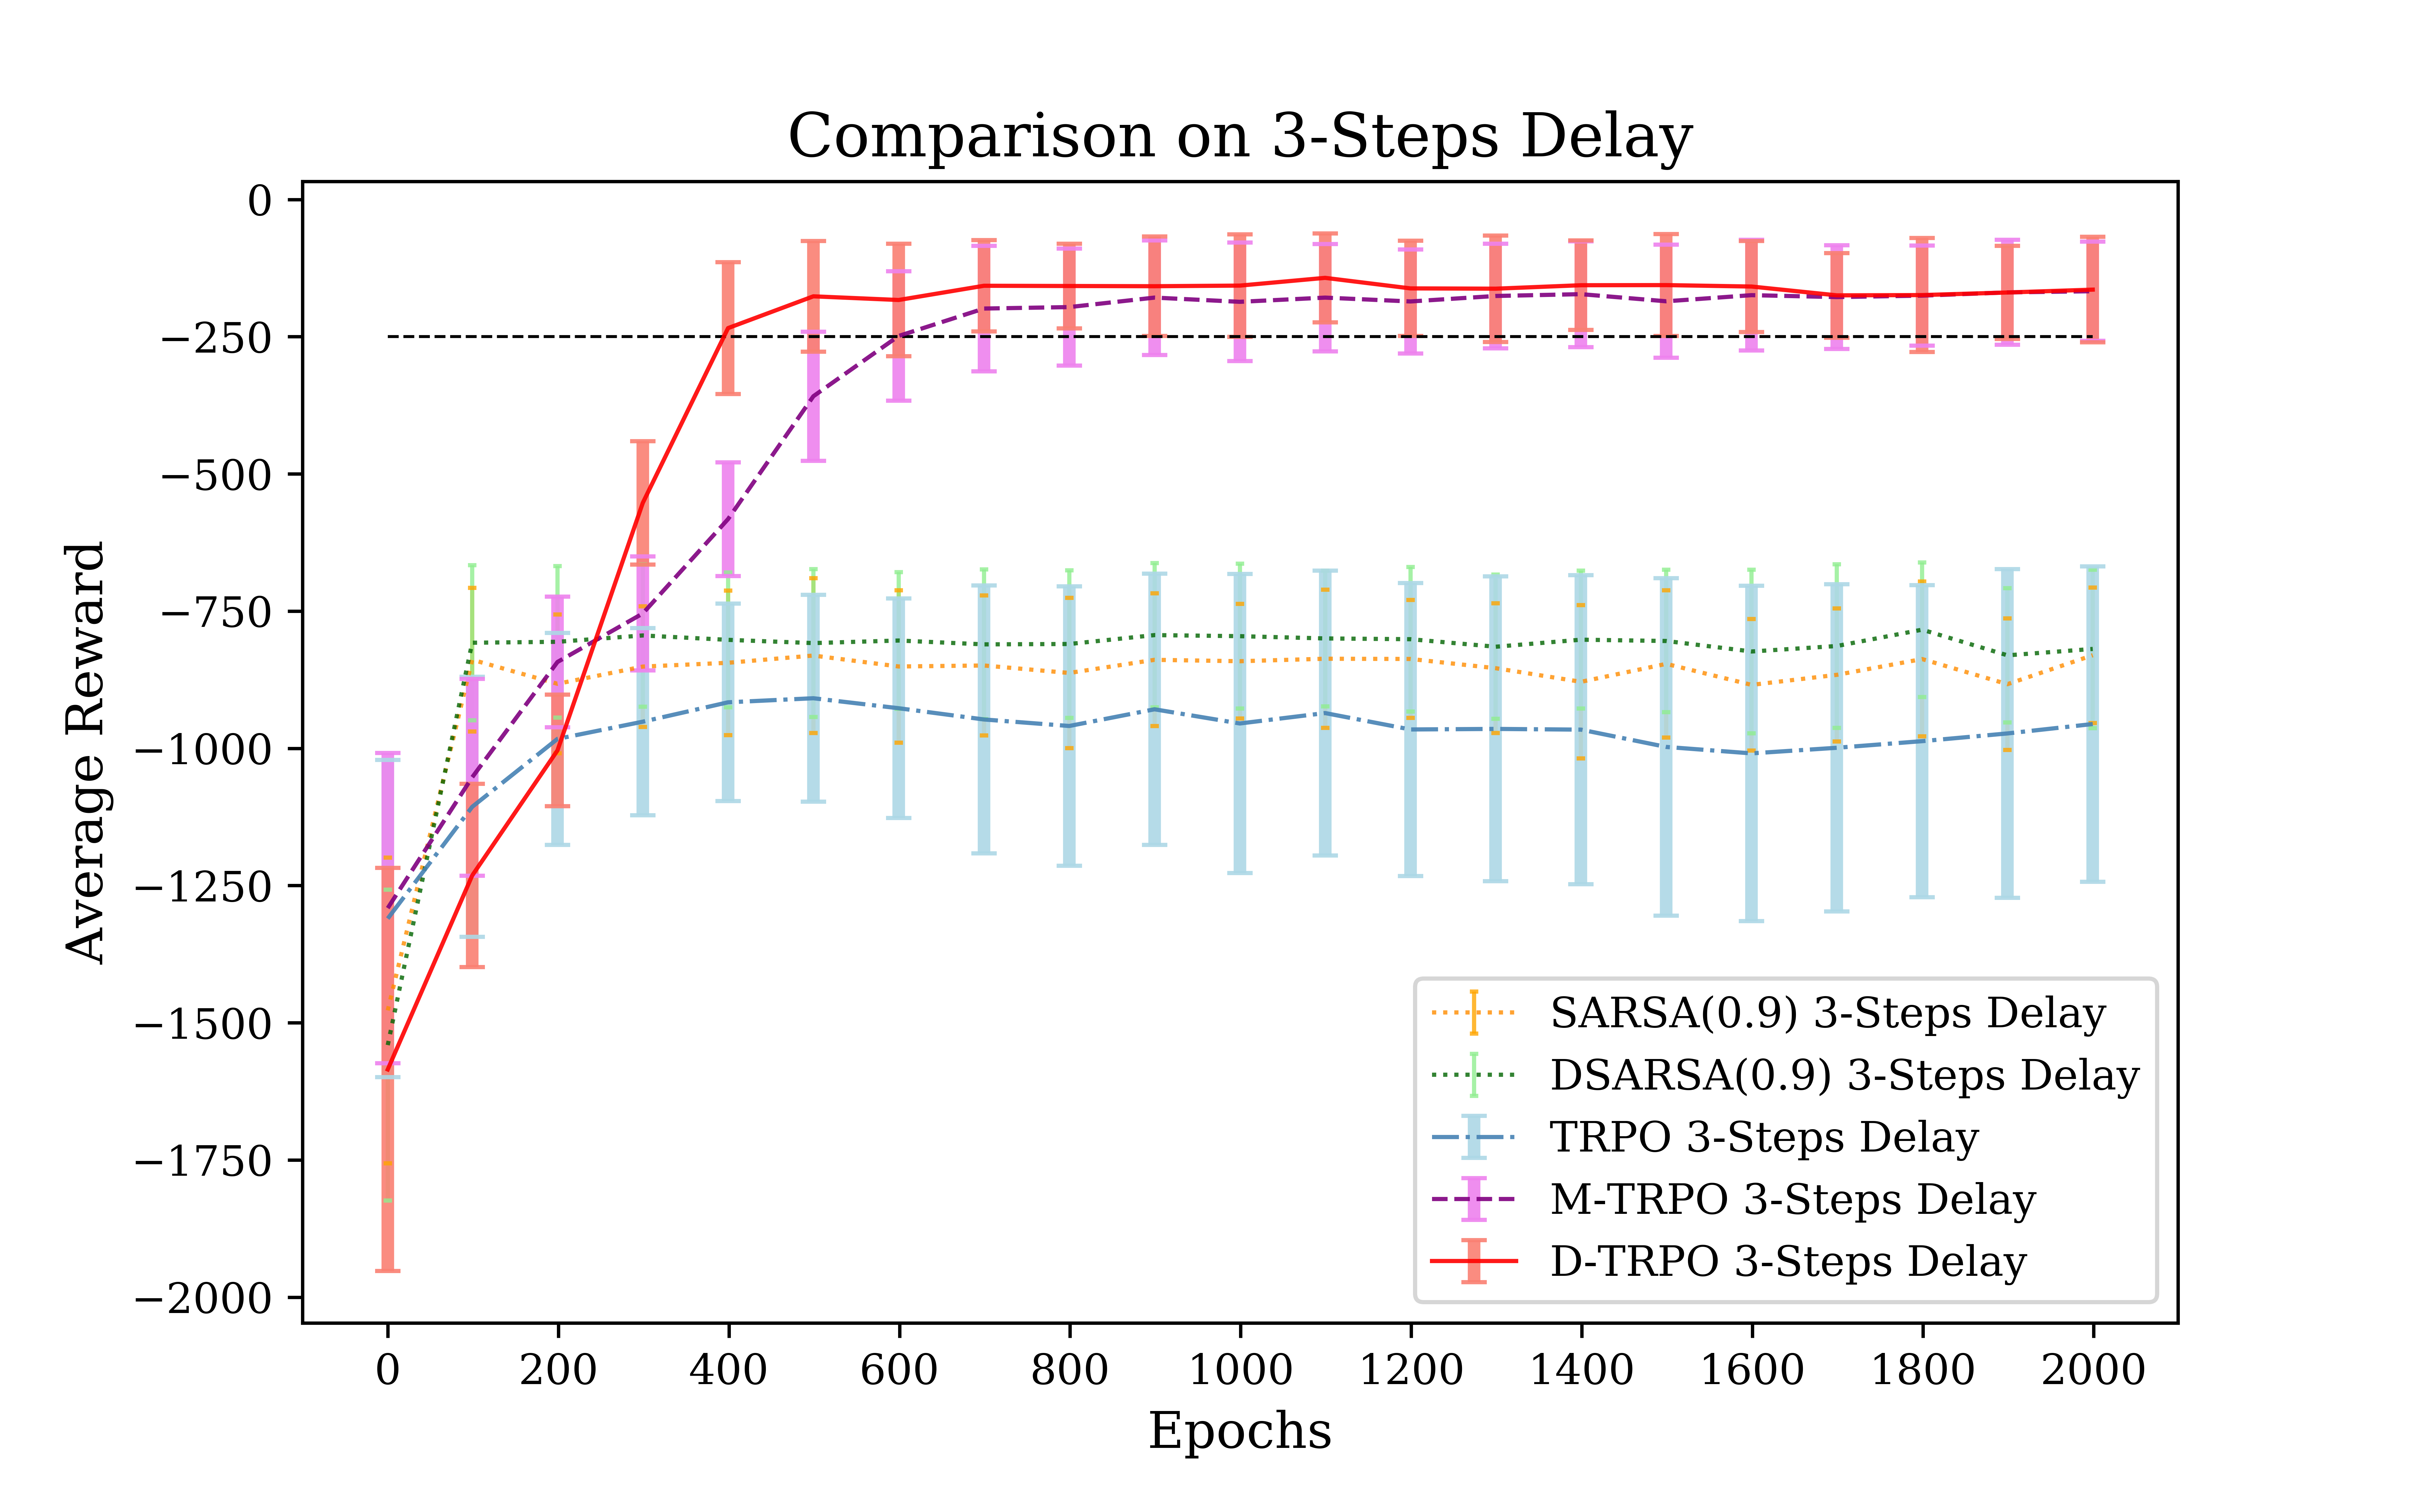 Comparison on 3-Steps Delay
Average Reward
0
−250
−500
−750
−1000
−1250
−1500
−1750
−2000
SARSA(0.9) 3-Steps Delay
DSARSA(0.9) 3-Steps Delay
TRPO 3-Steps Delay
M-TRPO 3-Steps Delay
D-TRPO 3-Steps Delay
0 200 400 600 800 1000 1200 1400 1600 1800 2000
Epochs